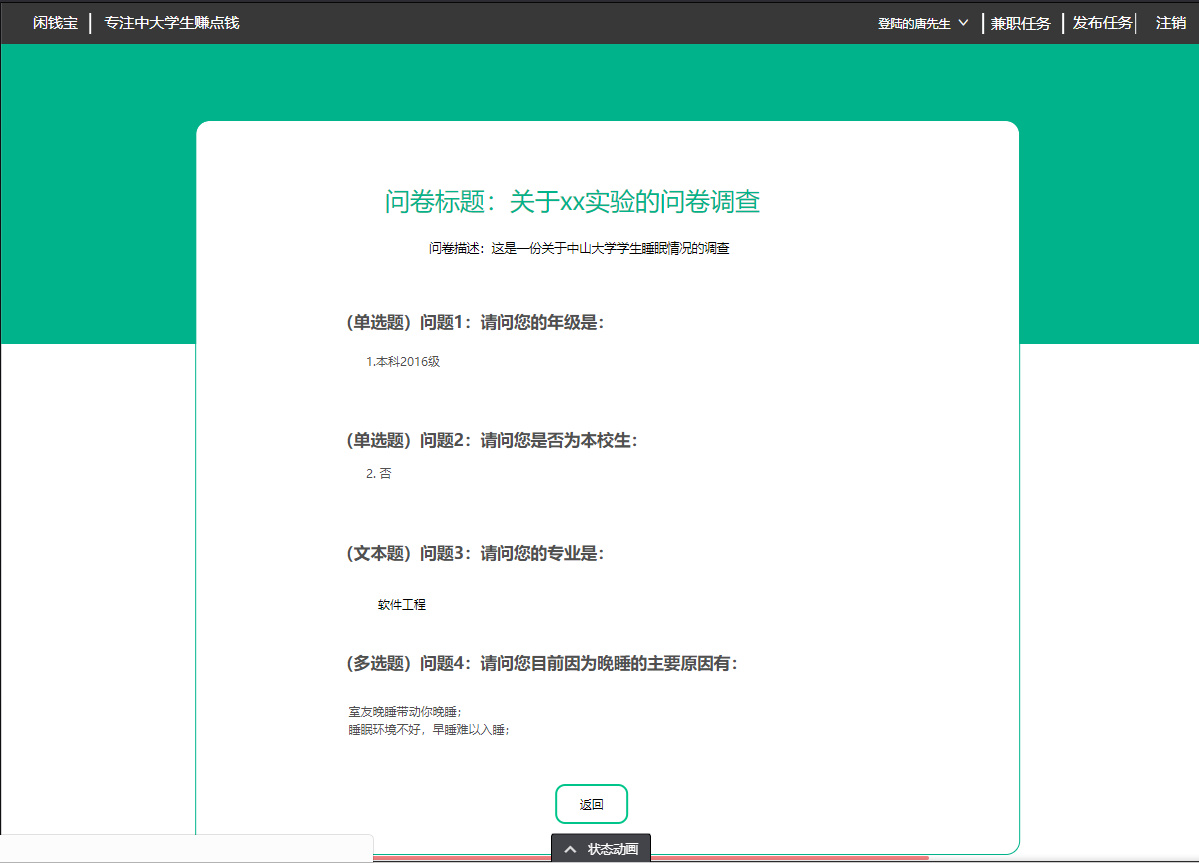 闲钱宝 | 专注中大学生赚点钱 登陆的唐先生 | 兼职任务 | 发布任务 | 注销
问卷标题：关于xx实验的问卷调查
问卷描述：这是一份关于中山大学学生睡眠情况的调查
（单选题）问题1：请问您的年级是：
1.本科2016级
（单选题）问题2：请问您是否为本校生：
2. 否
（文本题）问题3：请问您的专业是：
软件工程
（多选题）问题4：请问您目前因为晚睡的主要原因有：
室友晚睡带动你晚睡；
睡眠环境不好，早睡难以入睡；
返回
状态动画